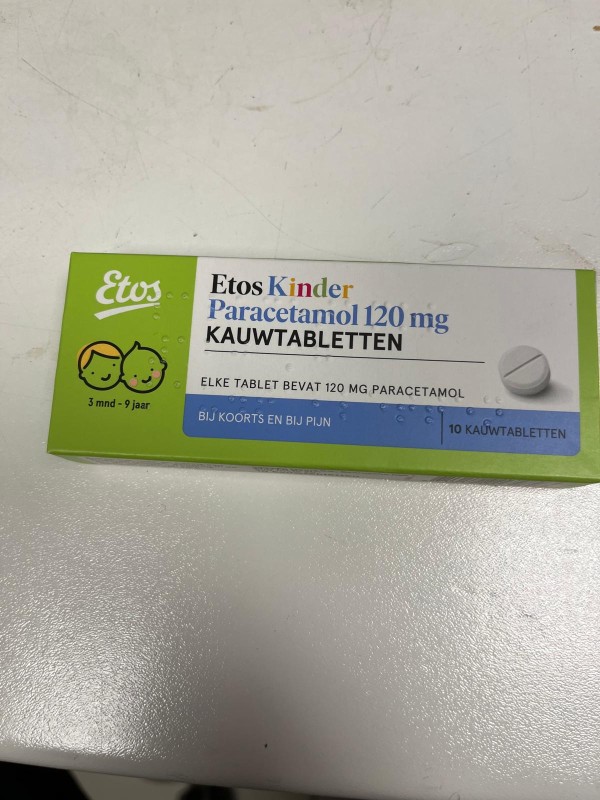 Etos
3 mnd - 9 jaar
Etos Kinder
Paracetamol 120 mg
KAUWTABLETTEN
ELKE TABLET BEVAT 120 MG PARACETAMOL
BIJ KOORTS EN BIJ PIJN
10 KAUWTABLETTEN